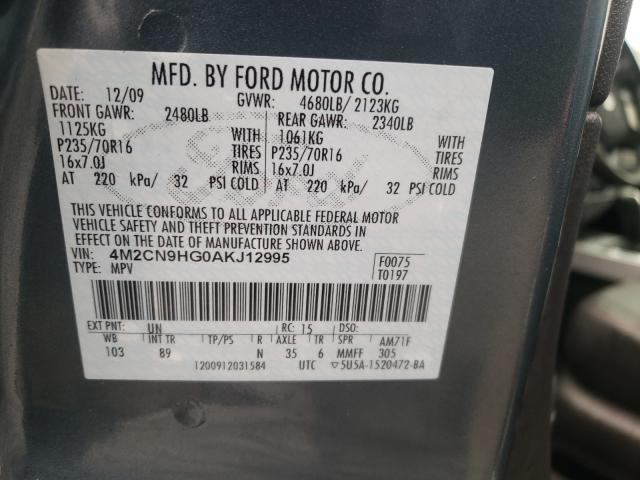 MFD. BY FORD MOTOR CO.
DATE: 12/09 GVWR: 4680LB/ 2123KG
FRONT GAWR: 2480LB REAR GAWR: 2340LB
1125KG WITH 1061KG WITH
P235/70R16 TIRES P235/70R16 TIRES
16x7.0J RIMS 16x7.0J RIMS
AT 220 kPa/ 32 PSI COLD AT 220 kPa/ 32 PSI COLD
THIS VEHICLE CONFORMS TO ALL APPLICABLE FEDERAL MOTOR
VEHICLE SAFETY AND THEFT PREVENTION STANDARDS IN
EFFECT ON THE DATE OF MANUFACTURE SHOWN ABOVE.
VIN: 4M2CN9HG0AKJ12995 F0075
TYPE: MPV T0197
EXT PNT: UN RC: 15 DSO:
WB INT TR TP/PS R AXLE TR SPR AM71F
103 89 N 35 6 MMFF 305
1200912031584 UTC ▽5U5A-1520472-BA